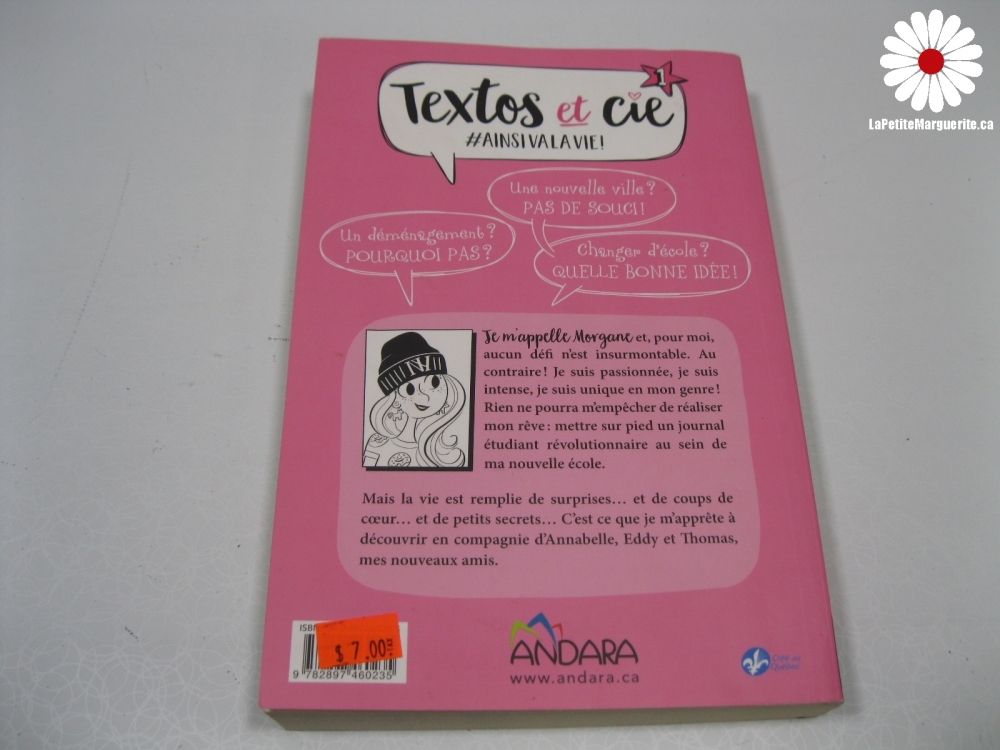 LaPetiteMarguerite.ca
1
Textos et cie
#AINSIVALAVIE!
Une nouvelle ville?
PAS DE SOUCI!
Un déménagement?
POURQUOI PAS?
Changer d'école?
QUELLE BONNE IDÉE!
Je m'appelle Morgane et, pour moi,
aucun défi n'est insurmontable. Au
contraire! Je suis passionnée, je suis
intense, je suis unique en mon genre!
Rien ne pourra m'empêcher de réaliser
mon rêve : mettre sur pied un journal
étudiant révolutionnaire au sein de
ma nouvelle école.
Mais la vie est remplie de surprises… et de coups de
cœur… et de petits secrets… C'est ce que je m'apprête à
découvrir en compagnie d'Annabelle, Eddy et Thomas,
mes nouveaux amis.
ISBN
$ 7.00
9 782897 460235
ANDARA
www.andara.ca
Créé au
Québec
NY